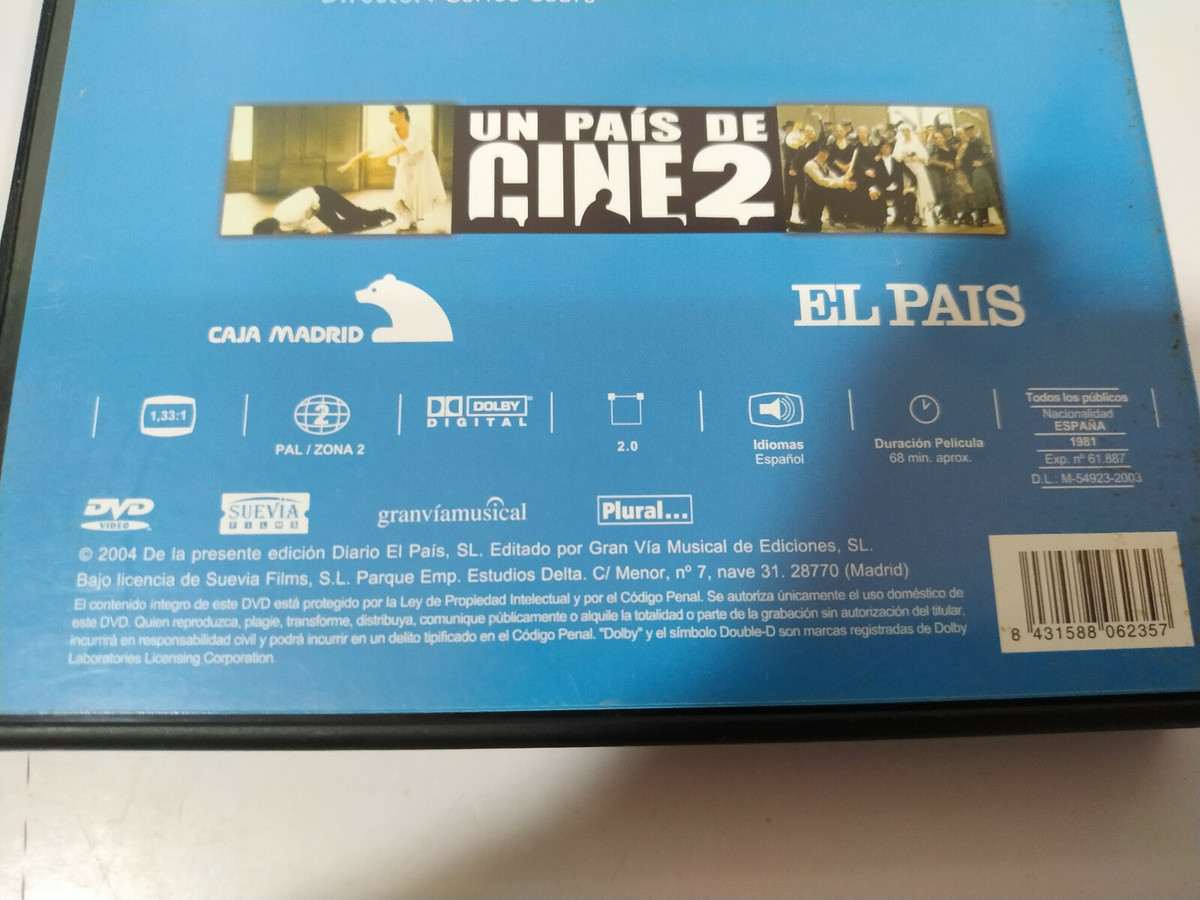 UN PAÍS DE
CINE 2
CAJA MADRID
EL PAIS
1,33:1
2
PAL / ZONA 2
DOLBY
DIGITAL
2.0
Idiomas
Español
Duración Película
68 min. aprox.
Todos los públicos
Nacionalidad
ESPAÑA
1981
Exp. nº 61.887
D.L.: M-54923-2003
DVD
VIDEO
SUEVIA
FILMS
granvíamusical
Plural...
© 2004 De la presente edición Diario El País, SL. Editado por Gran Vía Musical de Ediciones, SL.
Bajo licencia de Suevia Films, S.L. Parque Emp. Estudios Delta. C/ Menor, nº 7, nave 31. 28770 (Madrid)
El contenido integro de este DVD está protegido por la Ley de Propiedad Intelectual y por el Código Penal. Se autoriza únicamente el uso doméstico de
este DVD. Quien reproduzca, plagie, transforme, distribuya, comunique públicamente o alquile la totalidad o parte de la grabación sin autorización del titular,
incurrirá en responsabilidad civil y podrá incurrir en un delito tipificado en el Código Penal. "Dolby" y el símbolo Double-D son marcas registradas de Dolby
Laboratories Licensing Corporation.
8 431588 062357